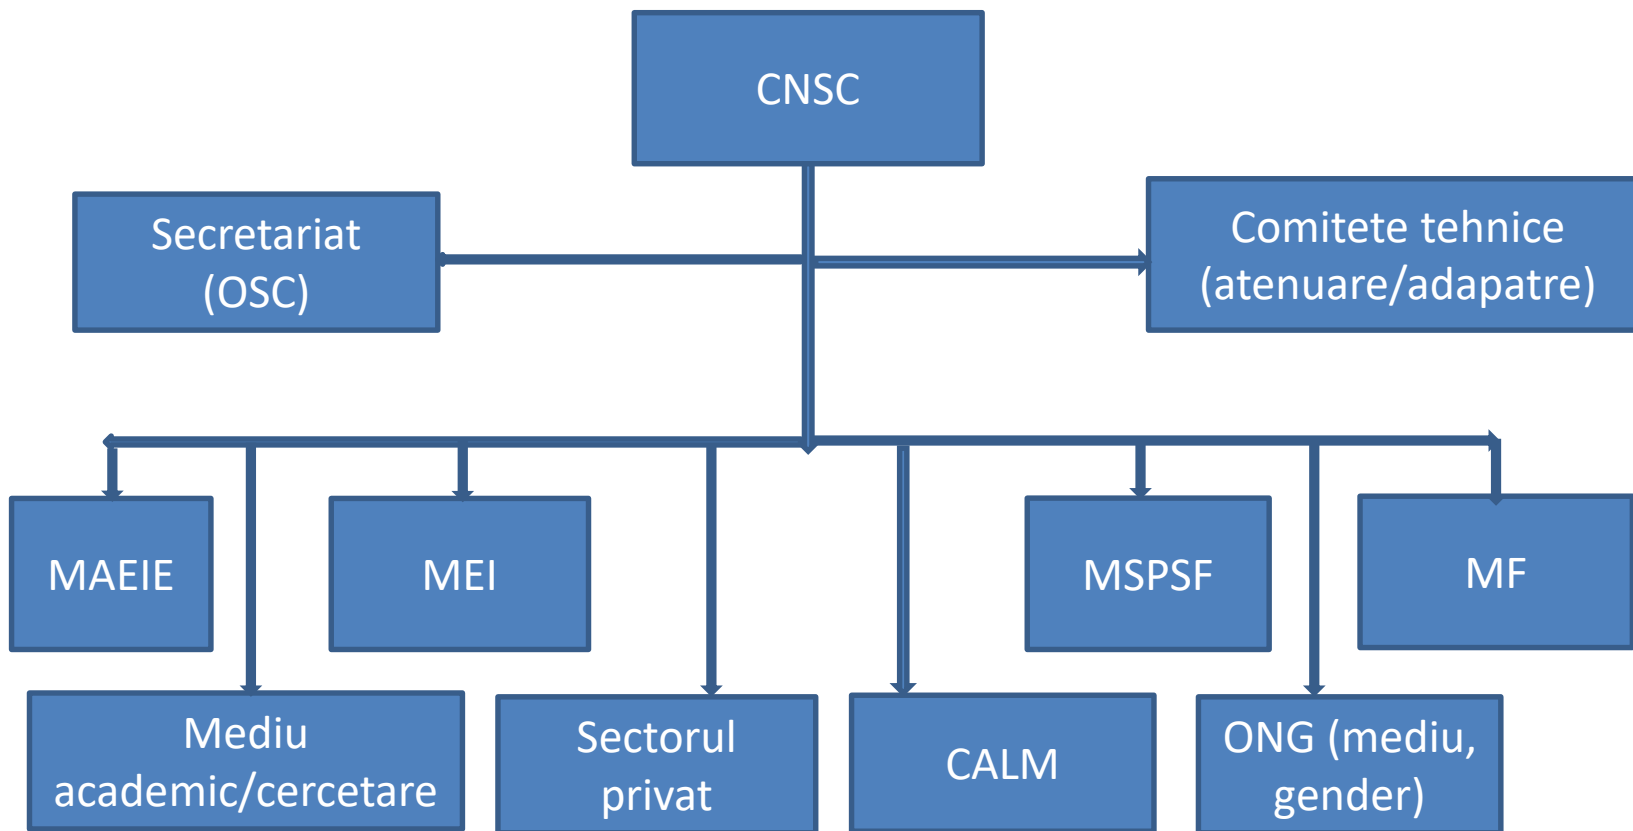 CNSC
Secretariat
(OSC)
Comitete tehnice
(atenuare/adapatre)
MAEIE
MEI
MSPSF
MF
Mediu
academic/cercetare
Sectorul
privat
CALM
ONG (mediu,
gender)